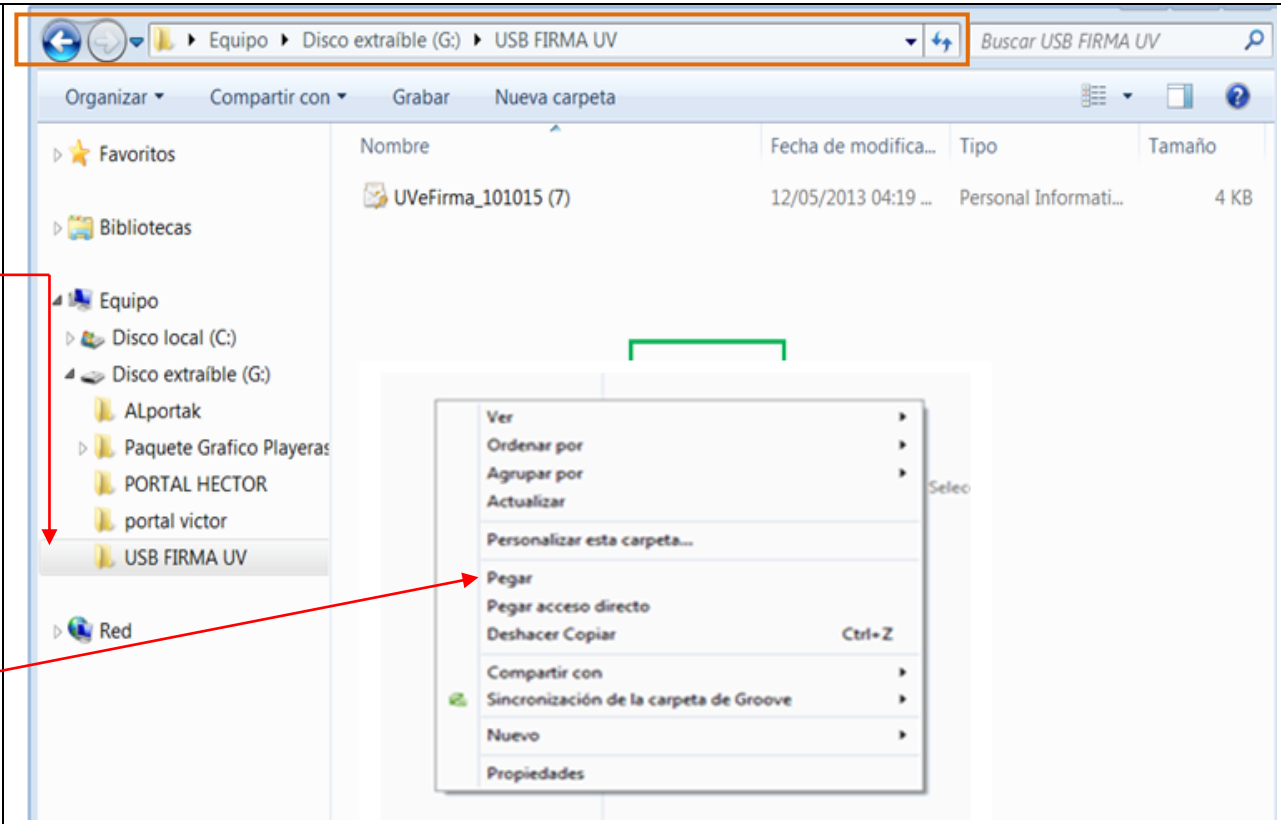 Equipo Disco extraíble (G:) USB FIRMA UV Buscar USB FIRMA UV
Organizar Compartir con Grabar Nueva carpeta
Favoritos
Bibliotecas
Equipo
Disco local (C:)
Disco extraíble (G:)
ALportak
Paquete Grafico Playeras
PORTAL HECTOR
portal victor
USB FIRMA UV
Red
Nombre Fecha de modifica... Tipo Tamaño
UVeFirma_101015 (7) 12/05/2013 04:19 ... Personal Informati... 4 KB
Ver
Ordenar por
Agrupar por
Actualizar
Selec
Personalizar esta carpeta...
Pegar
Pegar acceso directo
Deshacer Copiar Ctrl+Z
Compartir con
Sincronización de la carpeta de Groove
Nuevo
Propiedades